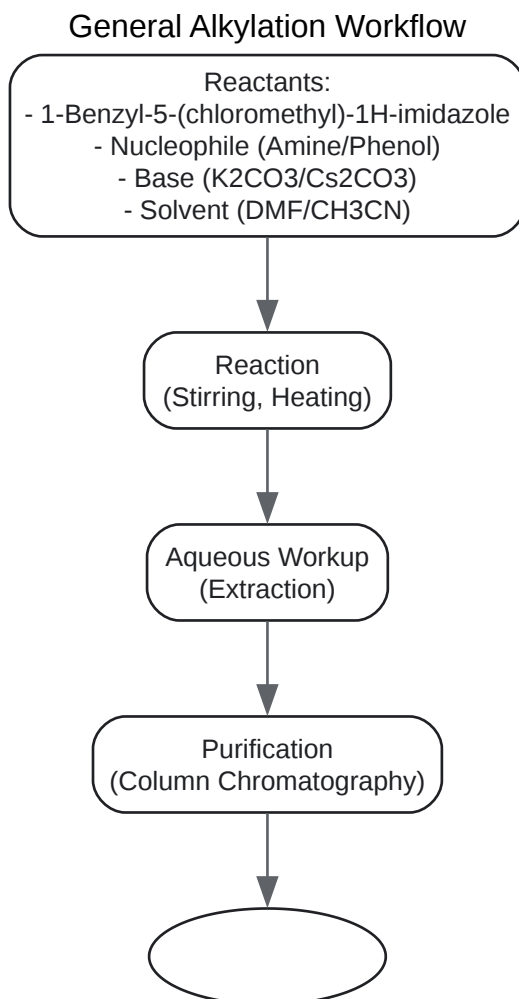 General Alkylation Workflow
Reactants:
- 1-Benzyl-5-(chloromethyl)-1H-imidazole
- Nucleophile (Amine/Phenol)
- Base (K2CO3/Cs2CO3)
- Solvent (DMF/CH3CN)
Reaction
(Stirring, Heating)
Aqueous Workup
(Extraction)
Purification
(Column Chromatography)